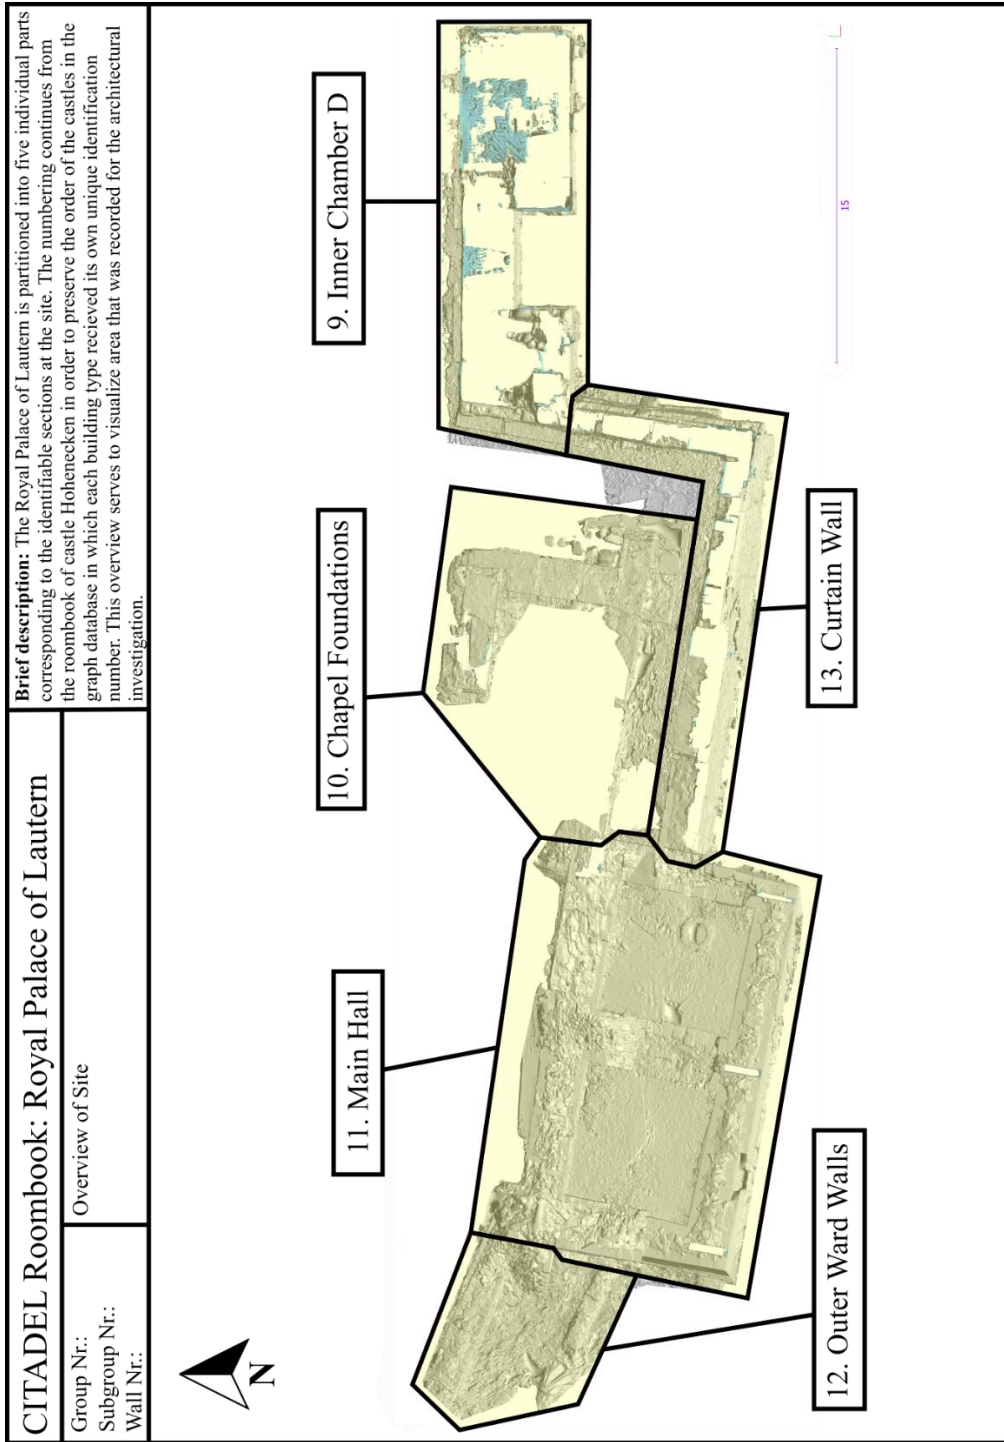 CITADEL Roombook: Royal Palace of Lautern
Group Nr.:
Subgroup Nr.:
Wall Nr.:
Overview of Site
Brief description: The Royal Palace of Lautern is partitioned into five individual parts
corresponding to the identifiable sections at the site. The numbering continues from
the roombook of castle Hohenecken in order to preserve the order of the castles in the
graph database in which each building type recieved its own unique identification
number. This overview serves to visualize area that was recorded for the architectural
investigation.
N
9. Inner Chamber D
10. Chapel Foundations
11. Main Hall
12. Outer Ward Walls
13. Curtain Wall
15